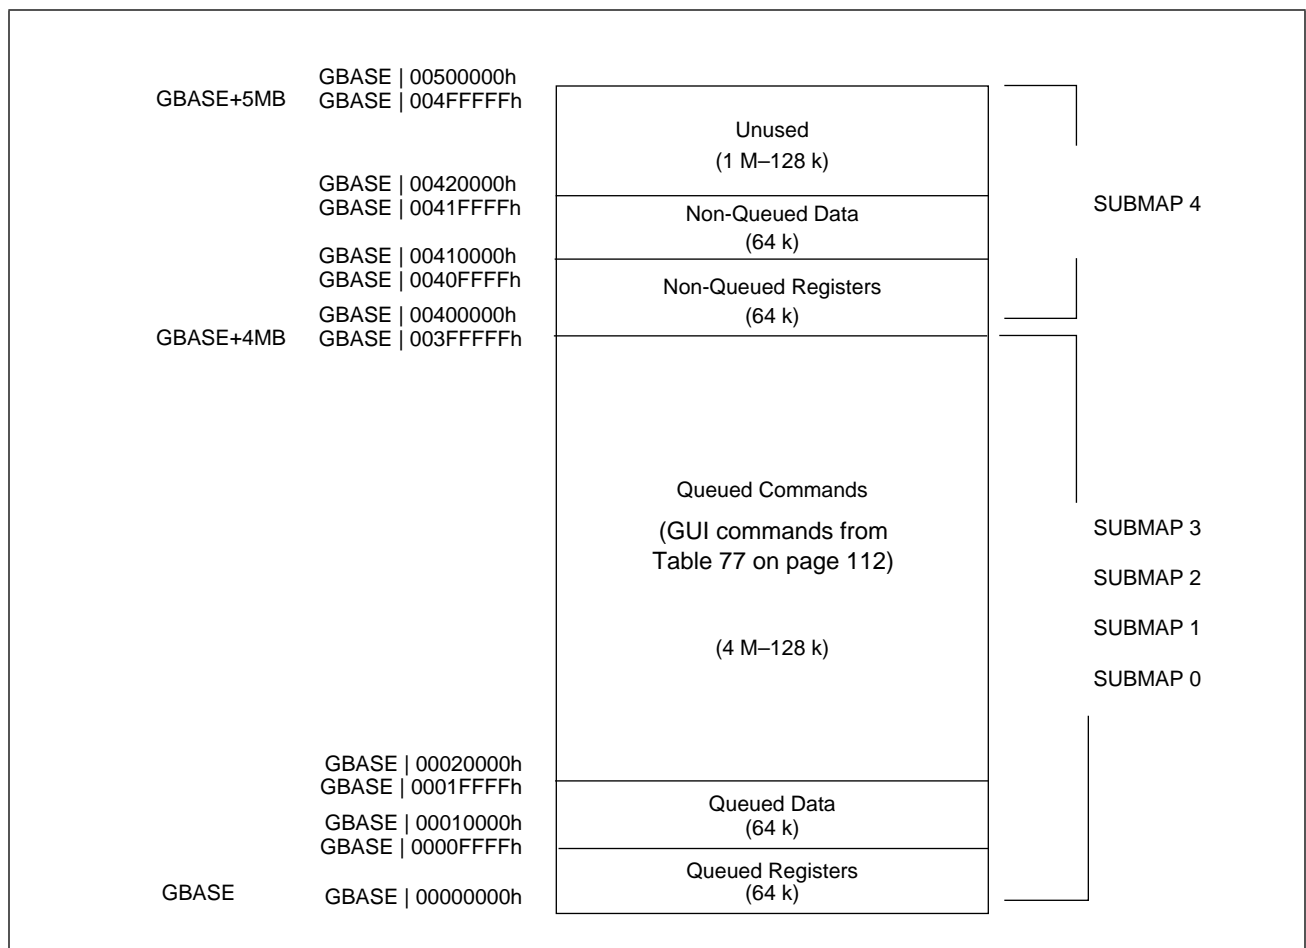 GBASE | 00500000h
GBASE+5MB GBASE | 004FFFFFh
Unused
(1 M–128 k)
GBASE | 00420000h
GBASE | 0041FFFFh
Non-Queued Data
(64 k)
SUBMAP 4
GBASE | 00410000h
GBASE | 0040FFFFh
Non-Queued Registers
(64 k)
GBASE | 00400000h
GBASE+4MB GBASE | 003FFFFFh
Queued Commands
(GUI commands from
Table 77 on page 112)
(4 M–128 k)
SUBMAP 3
SUBMAP 2
SUBMAP 1
SUBMAP 0
GBASE | 00020000h
GBASE | 0001FFFFh
Queued Data
(64 k)
GBASE | 00010000h
GBASE | 0000FFFFh
Queued Registers
(64 k)
GBASE GBASE | 00000000h